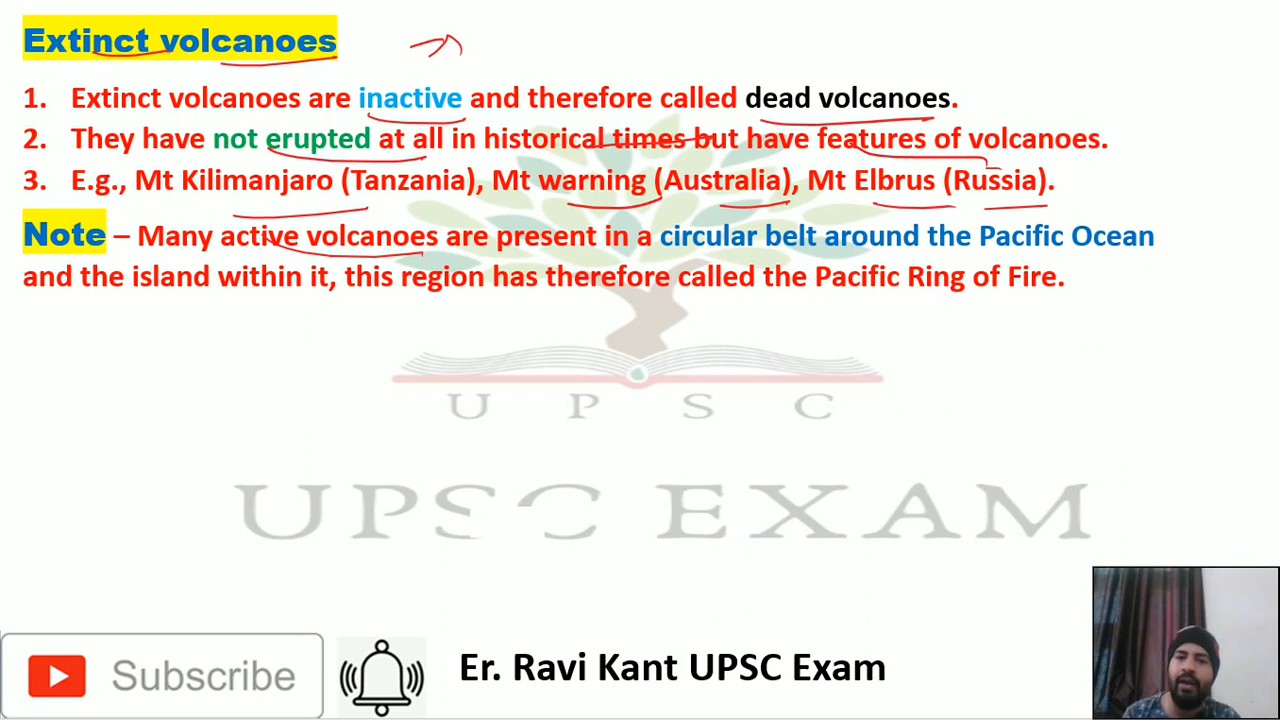 Extinct volcanoes
1. Extinct volcanoes are inactive and therefore called dead volcanoes.
2. They have not erupted at all in historical times but have features of volcanoes.
3. E.g., Mt Kilimanjaro (Tanzania), Mt warning (Australia), Mt Elbrus (Russia).
Note – Many active volcanoes are present in a circular belt around the Pacific Ocean
and the island within it, this region has therefore called the Pacific Ring of Fire.
U P S C
UPSC EXAM
Subscribe
Er. Ravi Kant UPSC Exam